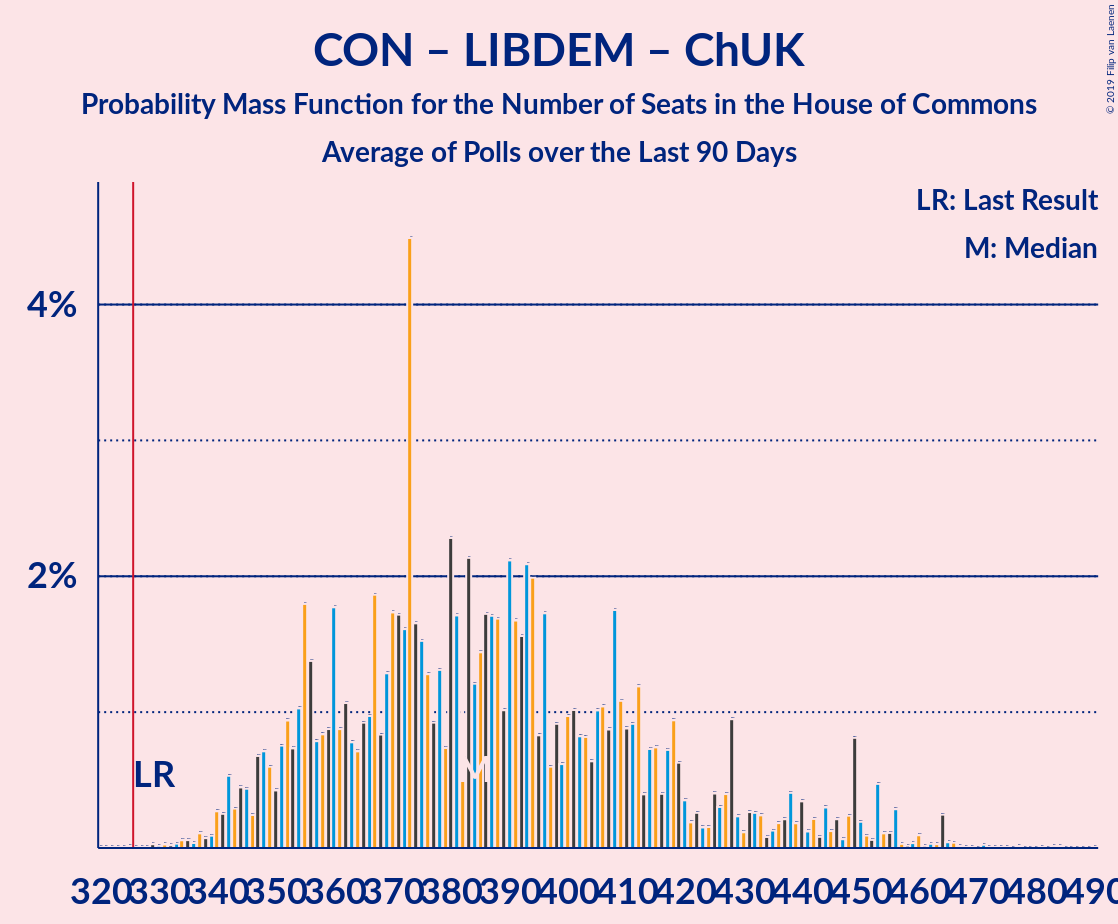 CON – LIBDEM – ChUK
Probability Mass Function for the Number of Seats in the House of Commons
Average of Polls over the Last 90 Days
© 2019 Filip van Laenen
LR: Last Result
M: Median
4%
2%
LR
M
320 330 340 350 360 370 380 390 400 410 420 430 440 450 460 470 480 490